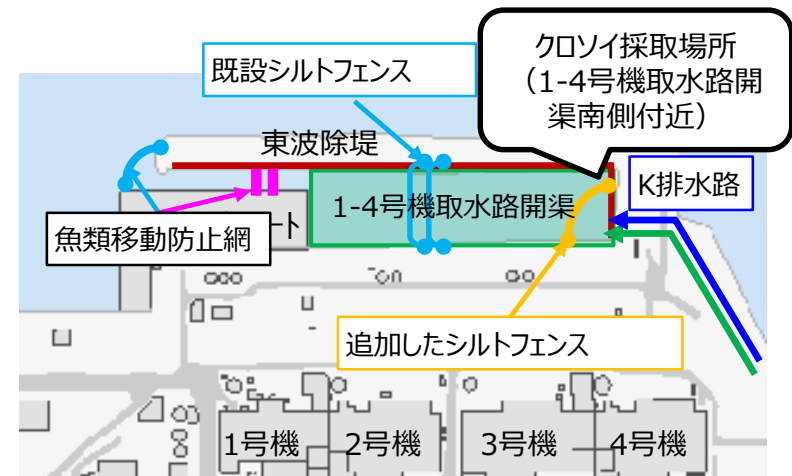 クロソイ採取場所
（1-4号機取水路開
渠南側付近）
既設シルトフェンス
東波除堤
K排水路
1-4号機取水路開渠
ート
魚類移動防止網
追加したシルトフェンス
1号機
2号機
3号機
4号機